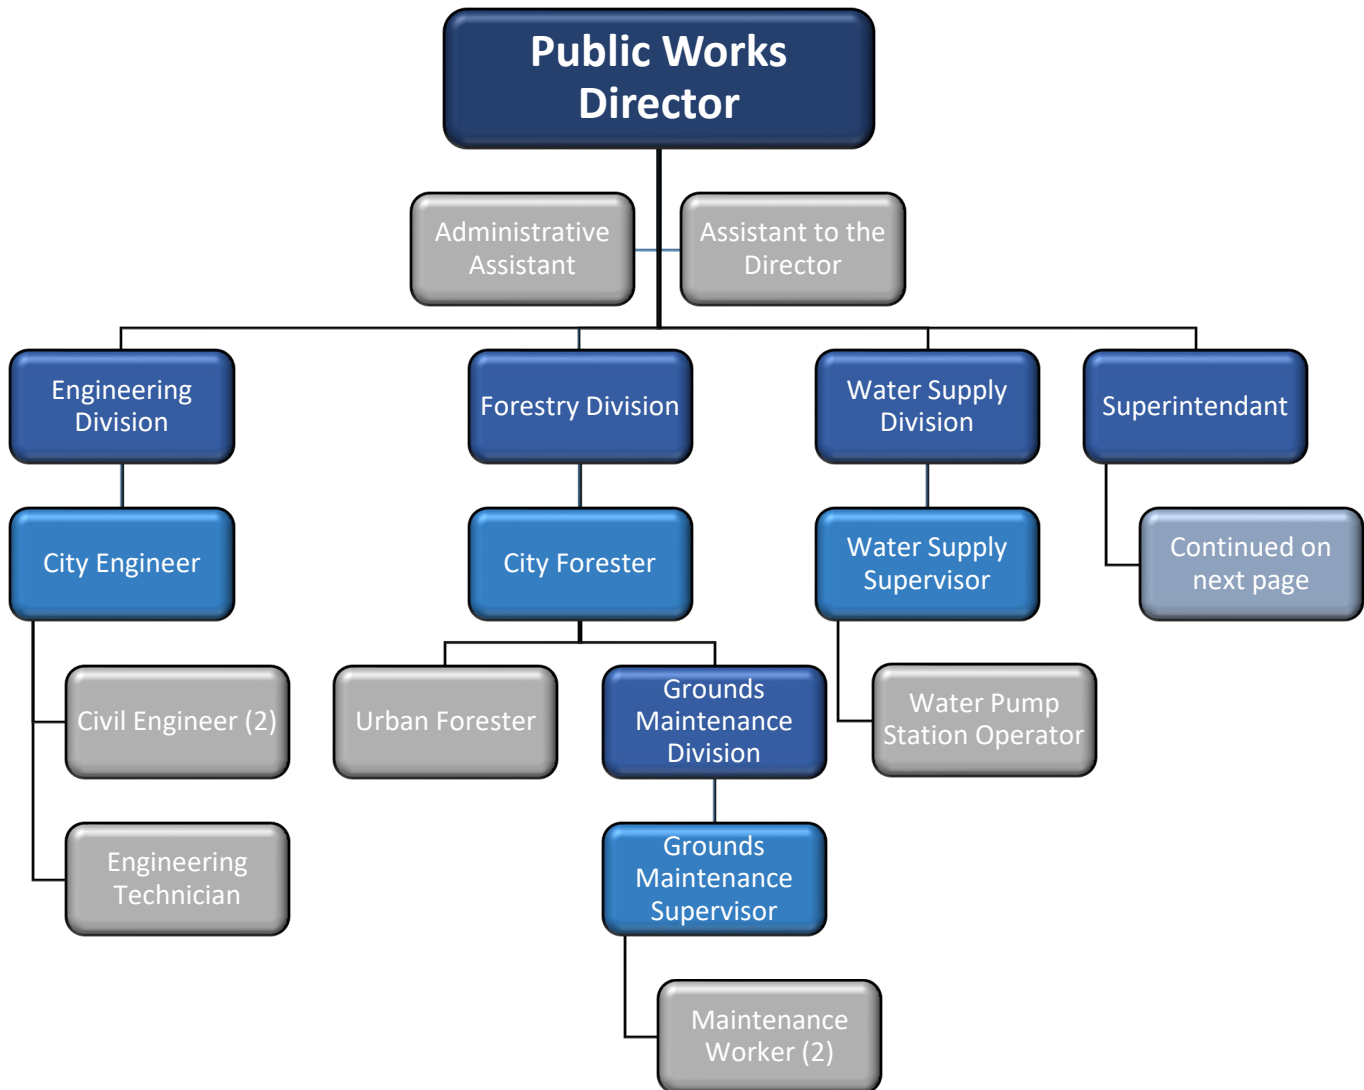 Public Works
Director
Administrative
Assistant
Assistant to the
Director
Engineering
Division
Forestry Division
Water Supply
Division
Superintendant
City Engineer
City Forester
Water Supply
Supervisor
Continued on
next page
Civil Engineer (2)
Urban Forester
Grounds
Maintenance
Division
Water Pump
Station Operator
Engineering
Technician
Grounds
Maintenance
Supervisor
Maintenance
Worker (2)